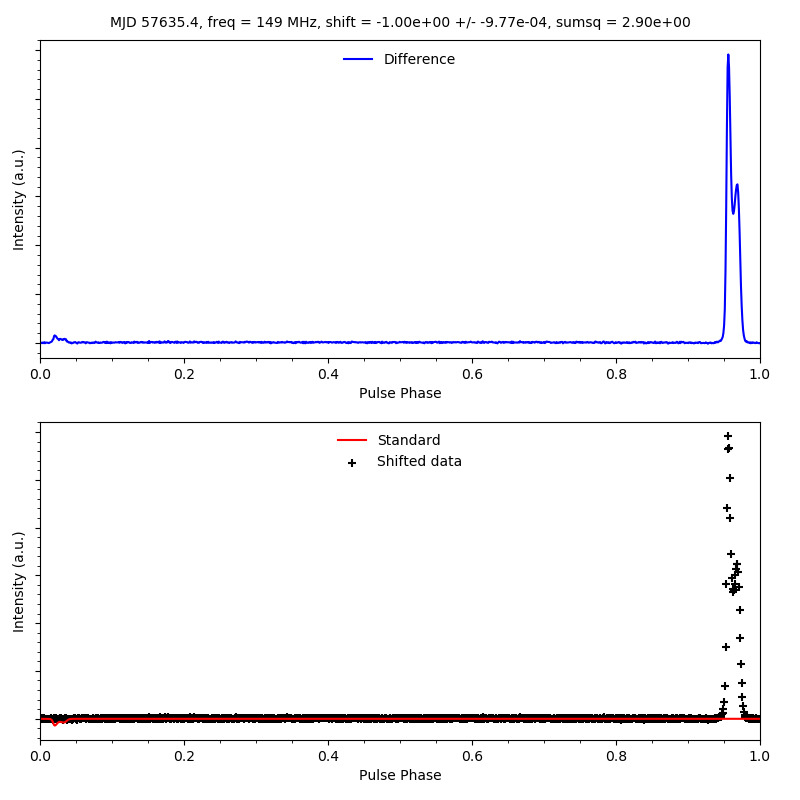 MJD 57635.4, freq = 149 MHz, shift = -1.00e+00 +/- -9.77e-04, sumsq = 2.90e+00
Difference
Intensity (a.u.)
0.0 0.2 0.4 0.6 0.8 1.0
Pulse Phase
Standard
Shifted data
Intensity (a.u.)
0.0 0.2 0.4 0.6 0.8 1.0
Pulse Phase